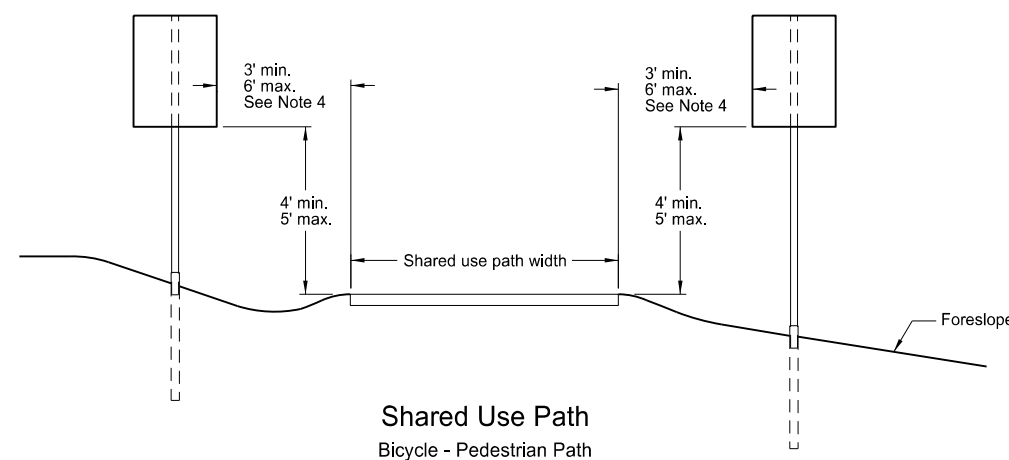 3' min.
6' max.
See Note 4
3' min.
6' max.
See Note 4
4' min.
5' max.
4' min.
5' max.
Shared use path width
Foreslope
Shared Use Path
Bicycle - Pedestrian Path